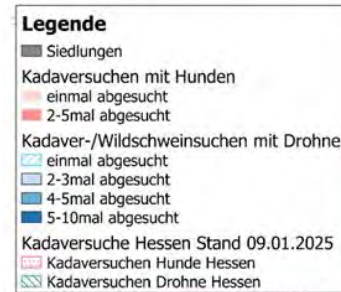 Legende
Siedlungen
Kadaversuchen mit Hunden
einmal abgesucht
2-5mal abgesucht
Kadaver-/Wildschweinsuchen mit Drohne
einmal abgesucht
2-3mal abgesucht
4-5mal abgesucht
5-10mal abgesucht
Kadaversuche Hessen Stand 09.01.2025
Kadaversuchen Hunde Hessen
Kadaversuchen Drohne Hessen